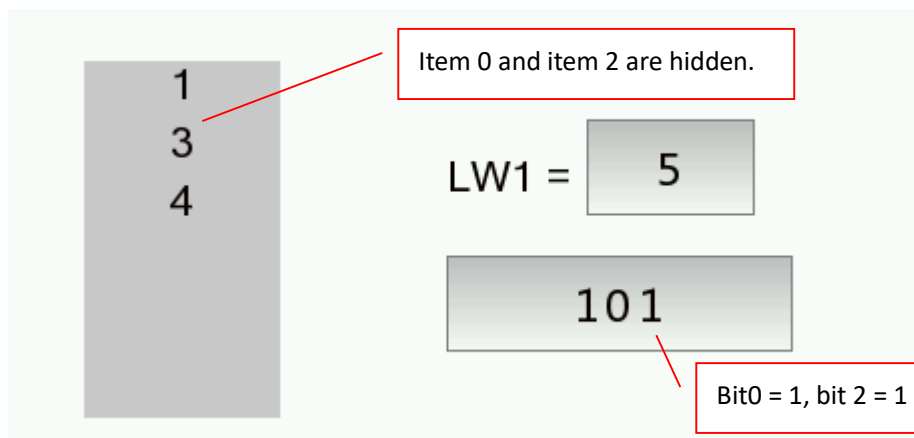 Item 0 and item 2 are hidden.
1
3
4
LW1 = 5
101
Bit0 = 1, bit 2 = 1